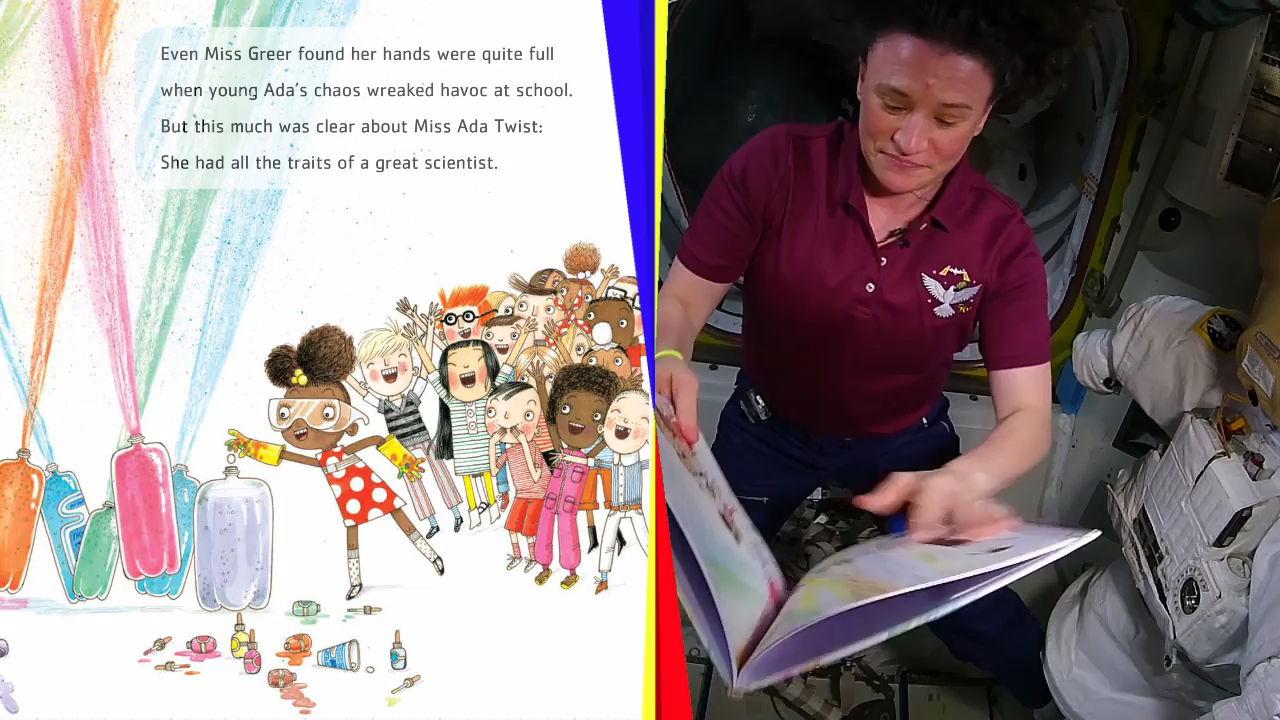 Even Miss Greer found her hands were quite full
when young Ada's chaos wreaked havoc at school.
But this much was clear about Miss Ada Twist:
She had all the traits of a great scientist.